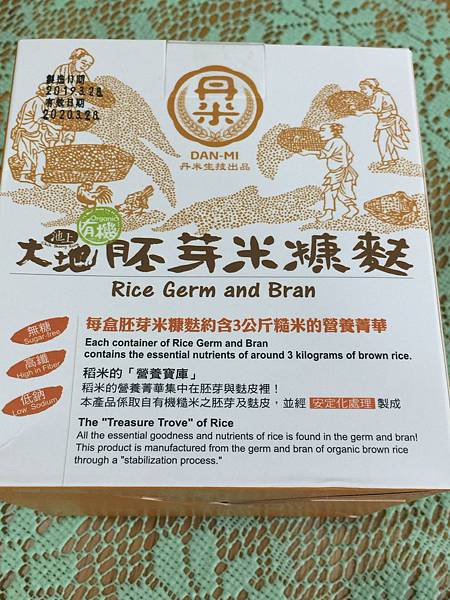 製造日期
2019.3.28
有效日期
2020.3.28
丹米
DAN-MI
丹米生技出品
池上
Organic
有機
大地胚芽米糠麩
Rice Germ and Bran
無糖
Sugar-free
高纖
High in Fiber
低鈉
Low Sodium
每盒胚芽米糠麩約含3公斤糙米的營養菁華
Each container of Rice Germ and Bran
contains the essential nutrients of around 3 kilograms of brown rice.
稻米的「營養寶庫」
稻米的營養菁華集中在胚芽與麩皮裡！
本產品係取自有機糙米之胚芽及麩皮，並經 安定化處理 製成
The "Treasure Trove" of Rice
All the essential goodness and nutrients of rice is found in the germ and bran!
This product is manufactured from the germ and bran of organic brown rice
through a "stabilization process."